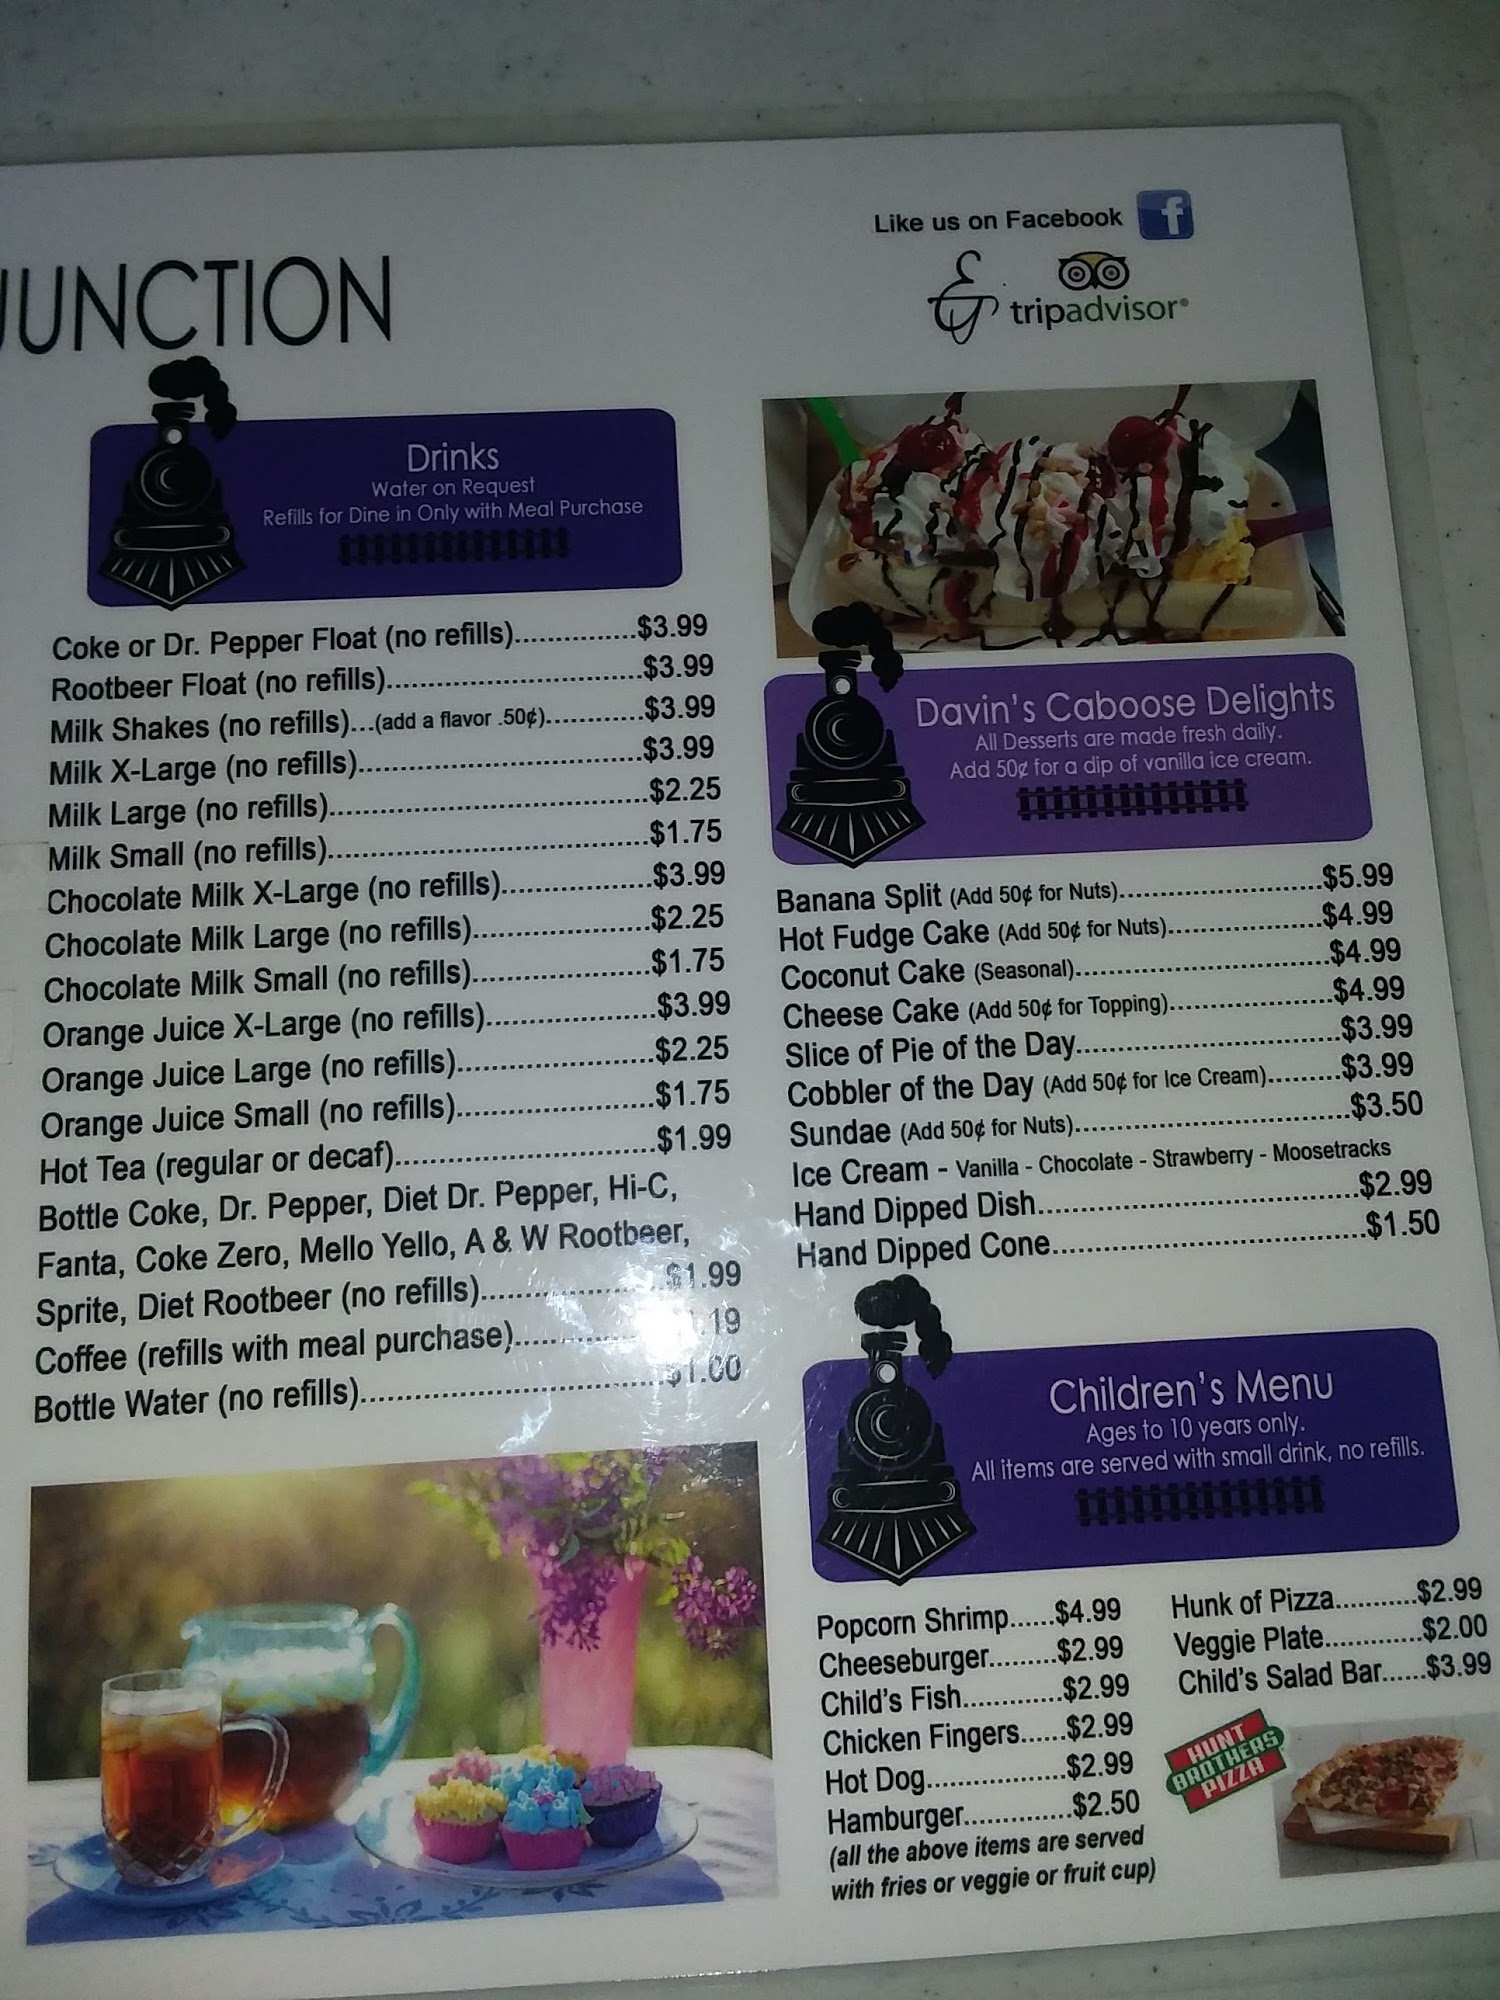 JUNCTION
Like us on Facebook
f
&
tripadvisor®
Drinks
Water on Request
Refills for Dine in Only with Meal Purchase
Coke or Dr. Pepper Float (no refills)...............$3.99
Rootbeer Float (no refills)................................$3.99
Milk Shakes (no refills)...(add a flavor .50¢)............$3.99
Milk X-Large (no refills)....................................$3.99
Milk Large (no refills)........................................$2.25
Milk Small (no refills)........................................$1.75
Chocolate Milk X-Large (no refills)...................$3.99
Chocolate Milk Large (no refills)......................$2.25
Chocolate Milk Small (no refills)......................$1.75
Orange Juice X-Large (no refills).....................$3.99
Orange Juice Large (no refills)........................$2.25
Orange Juice Small (no refills)........................$1.75
Hot Tea (regular or decaf)................................$1.99
Bottle Coke, Dr. Pepper, Diet Dr. Pepper, Hi-C,
Fanta, Coke Zero, Mello Yello, A & W Rootbeer,
Sprite, Diet Rootbeer (no refills)......................$1.99
Coffee (refills with meal purchase)..................$1.19
Bottle Water (no refills).....................................$1.00
Davin's Caboose Delights
All Desserts are made fresh daily.
Add 50¢ for a dip of vanilla ice cream.
Banana Split (Add 50¢ for Nuts).........................$5.99
Hot Fudge Cake (Add 50¢ for Nuts)...................$4.99
Coconut Cake (Seasonal)................................$4.99
Cheese Cake (Add 50¢ for Topping)....................$4.99
Slice of Pie of the Day.................................$3.99
Cobbler of the Day (Add 50¢ for Ice Cream).........$3.99
Sundae (Add 50¢ for Nuts)..................................$3.50
Ice Cream - Vanilla - Chocolate - Strawberry - Moosetracks
Hand Dipped Dish.......................................$2.99
Hand Dipped Cone......................................$1.50
Children's Menu
Ages to 10 years only.
All items are served with small drink, no refills.
Popcorn Shrimp......$4.99
Cheeseburger.........$2.99
Child's Fish.............$2.99
Chicken Fingers......$2.99
Hot Dog..................$2.99
Hamburger.............$2.50
(all the above items are served
with fries or veggie or fruit cup)
Hunk of Pizza...........$2.99
Veggie Plate.............$2.00
Child's Salad Bar......$3.99
HUNT
BROTHERS
PIZZA